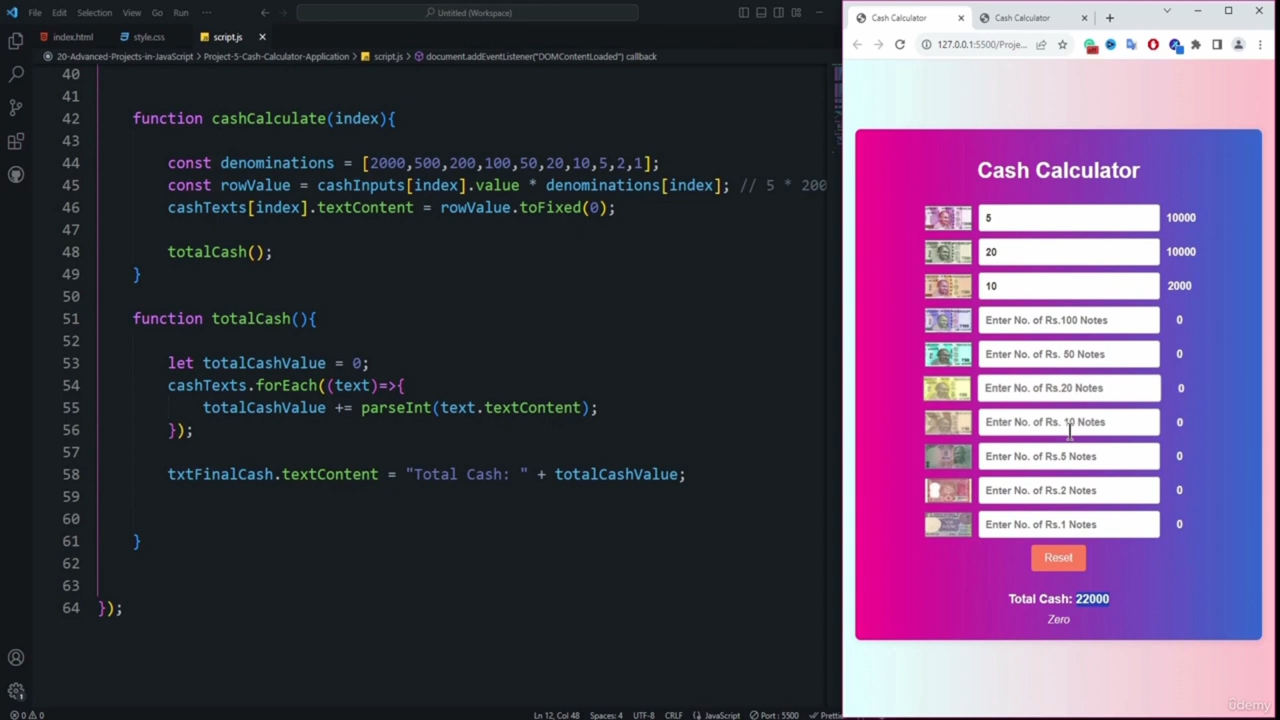 File Edit Selection View Go Run ··· Untitled (Workspace)
index.html style.css script.js
20-Advanced-Projects-in-JavaScript > Project-5-Cash-Calculator-Application > script.js > document.addEventListener("DOMContentLoaded") callback
40
41
42 function cashCalculate(index){
43
44 const denominations = [2000,500,200,100,50,20,10,5,2,1];
45 const rowValue = cashInputs[index].value * denominations[index]; // 5 * 200
46 cashTexts[index].textContent = rowValue.toFixed(0);
47
48 totalCash();
49 }
50
51 function totalCash(){
52
53 let totalCashValue = 0;
54 cashTexts.forEach((text)=>{
55 totalCashValue += parseInt(text.textContent);
56 });
57
58 txtFinalCash.textContent = "Total Cash: " + totalCashValue;
59
60
61 }
62
63
64 });
0 0 Ln 12, Col 48 Spaces: 4 UTF-8 CRLF JavaScript Port : 5500
Cash Calculator Cash Calculator
127.0.0.1:5500/Proje...
Cash Calculator
5 10000
20 10000
10 2000
Enter No. of Rs.100 Notes 0
Enter No. of Rs. 50 Notes 0
Enter No. of Rs.20 Notes 0
Enter No. of Rs. 10 Notes 0
Enter No. of Rs.5 Notes 0
Enter No. of Rs.2 Notes 0
Enter No. of Rs.1 Notes 0
Reset
Total Cash: 22000
Zero
ûdemy